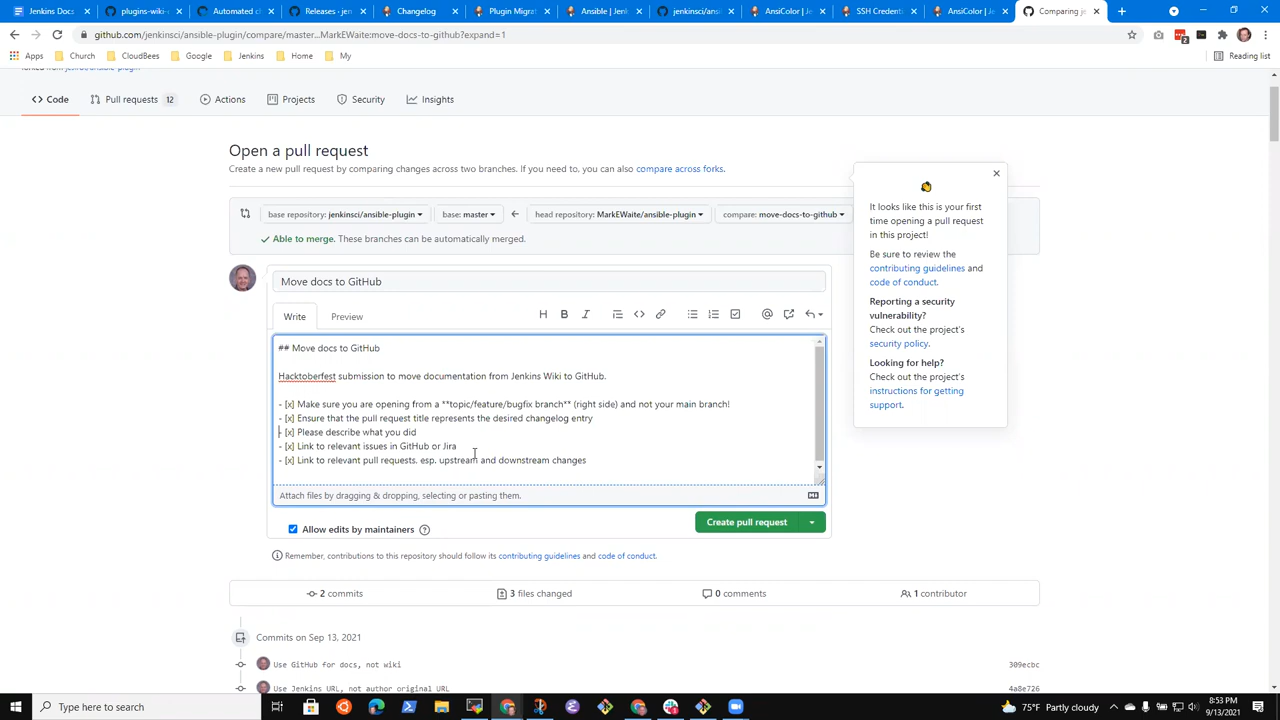 Docs
plugins-wiki-
Automated c
Releases · jen
Changelog
Plugin Migrat
Ansible | Jenk
jenkinsci/ans
AnsiColor | Je
SSH Credenti
AnsiColor | Je
Comparing je
github.com/jenkinsci/ansible-plugin/compare/master...MarkEWaite:move-docs-to-github?expand=1
2
Apps Church CloudBees Google Jenkins Home My Reading list
<> Code Pull requests 12 Actions Projects Security Insights
Open a pull request
Create a new pull request by comparing changes across two branches. If you need to, you can also compare across forks.
base repository: jenkinsci/ansible-plugin base: master head repository: MarkEWaite/ansible-plugin compare: move-docs-to-github
Able to merge. These branches can be automatically merged.
Move docs to GitHub
Write Preview
## Move docs to GitHub
Hacktoberfest submission to move documentation from Jenkins Wiki to GitHub.
- [x] Make sure you are opening from a **topic/feature/bugfix branch** (right side) and not your main branch!
- [x] Ensure that the pull request title represents the desired changelog entry
- [x] Please describe what you did
- [x] Link to relevant issues in GitHub or Jira
- [x] Link to relevant pull requests. esp. upstream and downstream changes
Attach files by dragging & dropping, selecting or pasting them.
Allow edits by maintainers
Create pull request
Remember, contributions to this repository should follow its contributing guidelines and code of conduct.
It looks like this is your first
time opening a pull request
in this project!
Be sure to review the
contributing guidelines and
code of conduct.
Reporting a security
vulnerability?
Check out the project's
security policy.
Looking for help?
Check out the project's
instructions for getting
support.
2 commits 3 files changed 0 comments 1 contributor
Commits on Sep 13, 2021
Use GitHub for docs, not wiki 309ecbc
Use Jenkins URL, not author original URL 4a8e726
Type here to search
75°F Partly cloudy
8:53 PM
9/13/2021